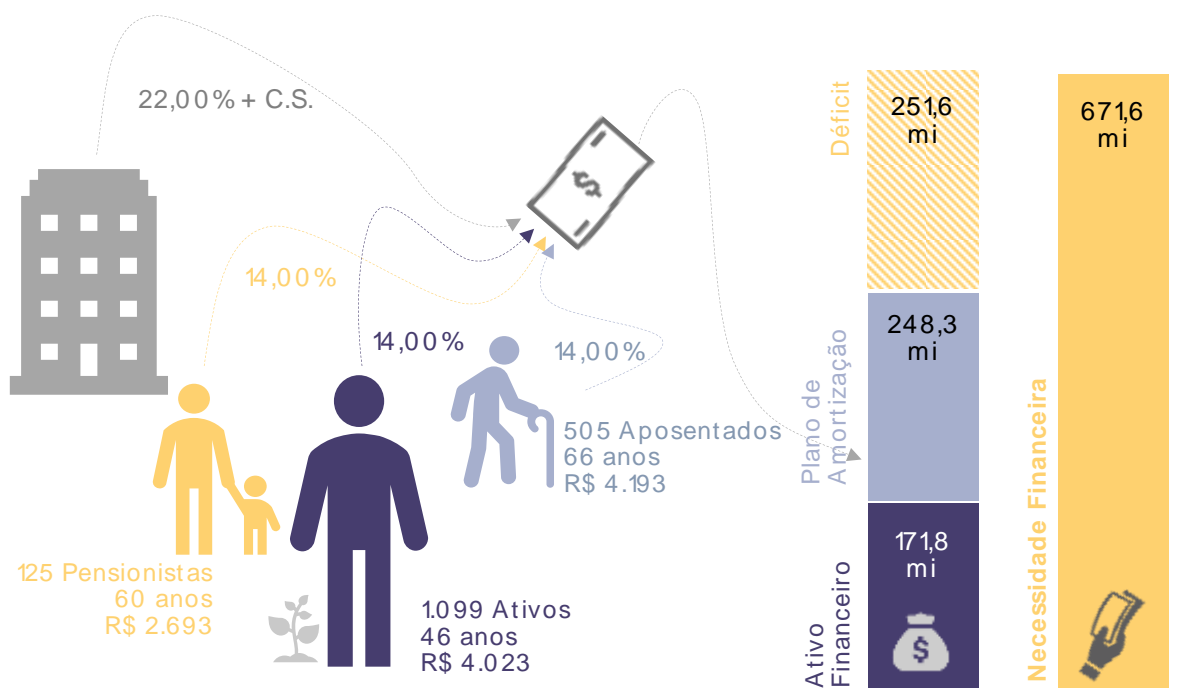 22,00% + C.S.
14,00%
14,00%
14,00%
125 Pensionistas
60 anos
R$ 2.693
1.099 Ativos
46 anos
R$ 4.023
505 Aposentados
66 anos
R$ 4.193
Déficit
251,6
mi
Plano de
Amortização
248,3
mi
Ativo
Financeiro
171,8
mi
$
$
Necessidade Financeira
671,6
mi